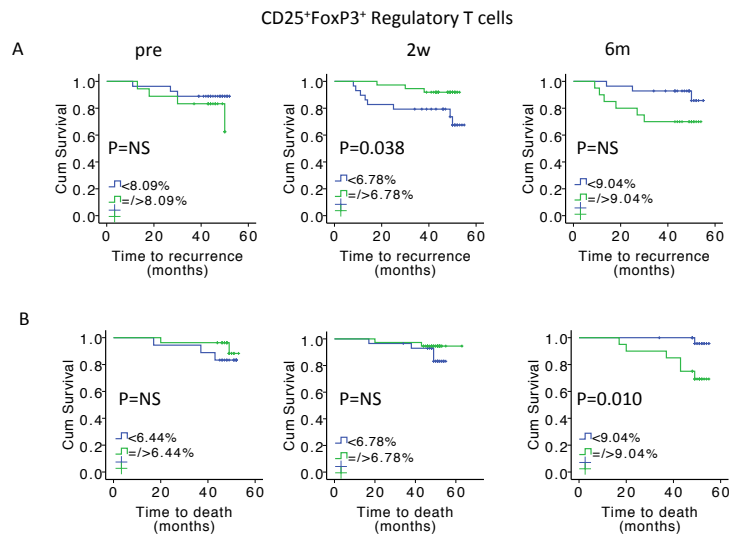 CD25⁺FoxP3⁺ Regulatory T cells
A
pre
2w
6m
Cum Survival
1.0
0.8
0.6
0.4
0.2
0.0
P=NS
<8.09%
=/>8.09%
0 20 40 60
Time to recurrence
(months)
Cum Survival
1.0
0.8
0.6
0.4
0.2
0.0
P=0.038
<6.78%
=/>6.78%
0 20 40 60
Time to recurrence
(months)
Cum Survival
1.0
0.8
0.6
0.4
0.2
0.0
P=NS
<9.04%
=/>9.04%
0 20 40 60
Time to recurrence
(months)
B
Cum Survival
1.0
0.8
0.6
0.4
0.2
0.0
P=NS
<6.44%
=/>6.44%
0 20 40 60
Time to death
(months)
Cum Survival
1.0
0.8
0.6
0.4
0.2
0.0
P=NS
<6.78%
=/>6.78%
0 20 40 60
Time to death
(months)
Cum Survival
1.0
0.8
0.6
0.4
0.2
0.0
P=0.010
<9.04%
=/>9.04%
0 20 40 60
Time to death
(months)